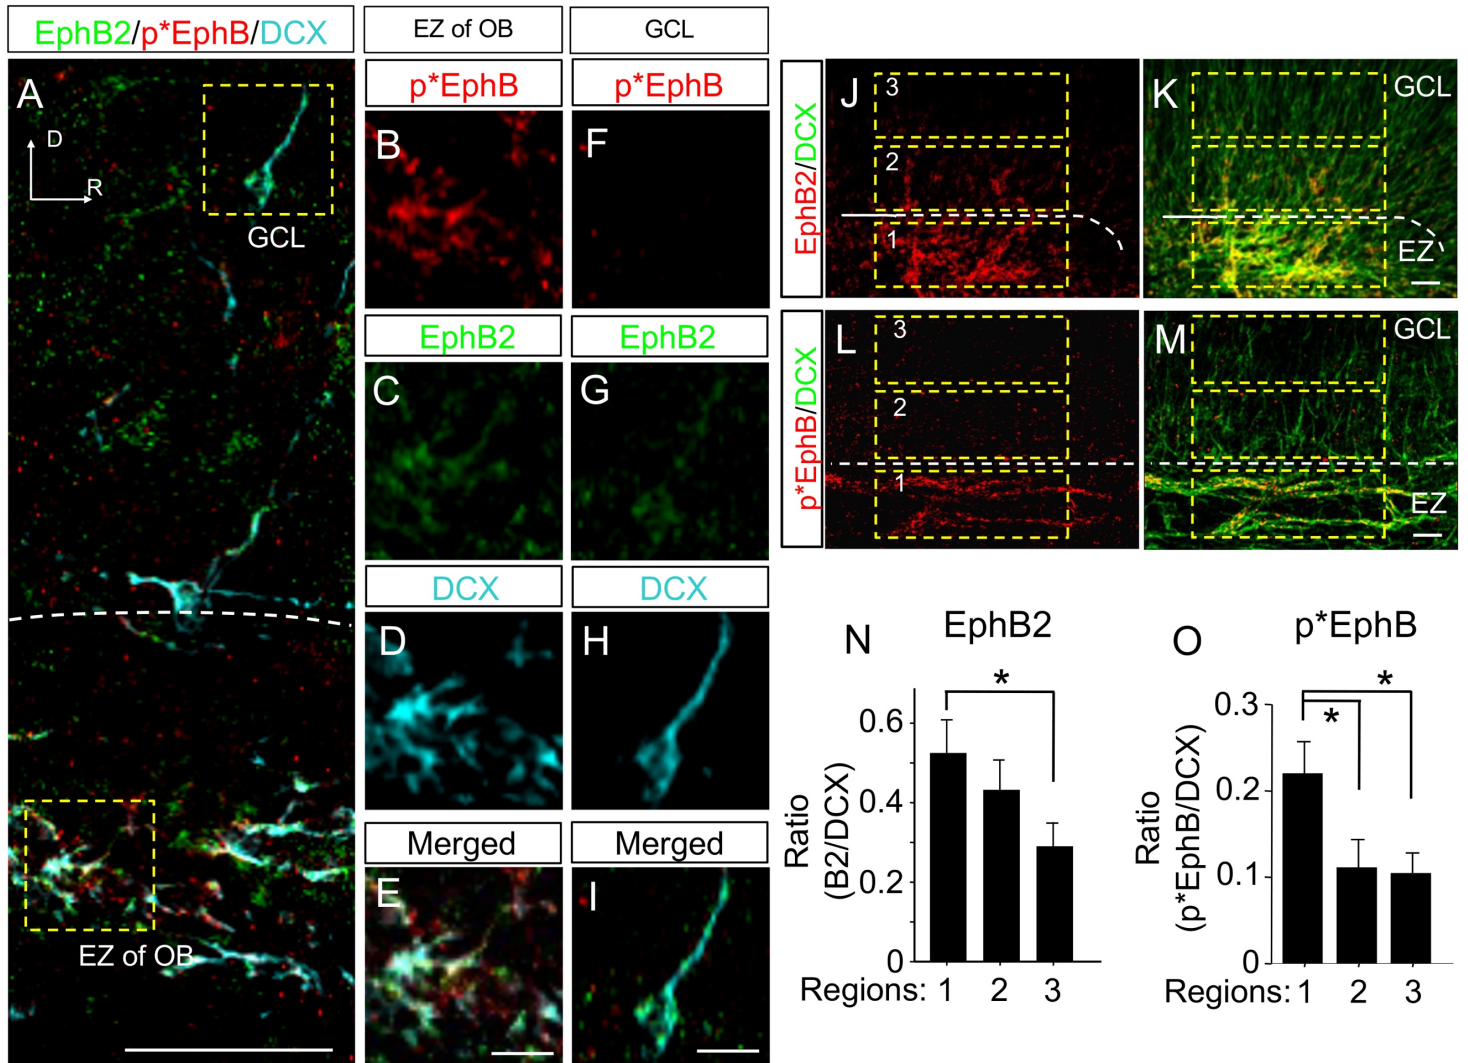 EphB2/p*EphB/DCX
A
D
R
GCL
EZ of OB
EZ of OB
GCL
p*EphB
p*EphB
B
F
EphB2
EphB2
C
G
DCX
DCX
D
H
Merged
Merged
E
I
EphB2/DCX
J
3
2
1
K
GCL
EZ
p*EphB/DCX
L
3
2
1
M
GCL
EZ
N
EphB2
*
Ratio
(B2/DCX)
0.6
0.4
0.2
0
Regions: 1 2 3
O
p*EphB
*
*
Ratio
(p*EphB/DCX)
0.3
0.2
0.1
0
Regions: 1 2 3